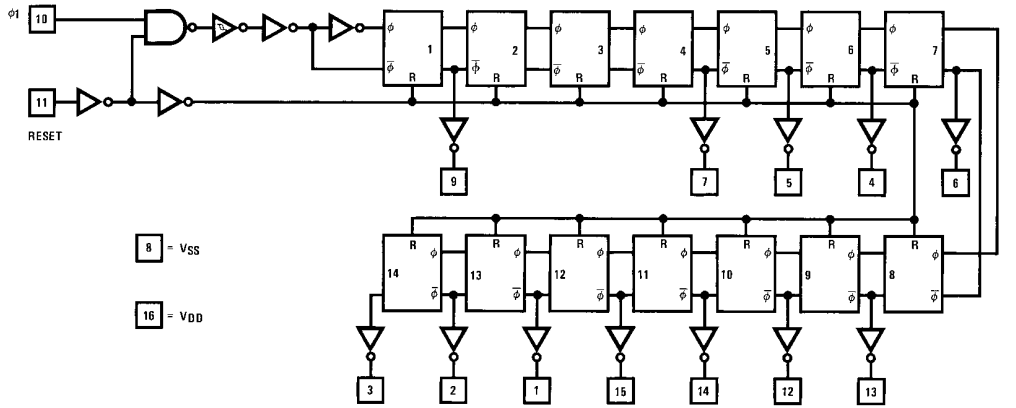 φ1 10
φ φ φ φ φ φ φ
1 2 3 4 5 6 7
φ̅ φ̅ φ̅ φ̅ φ̅ φ̅ φ̅
R R R R R R R
11
RESET
9 7 5 4 6
R R R R R R R
8 = VSS
φ φ φ φ φ φ φ
14 13 12 11 10 9 8
φ̅ φ̅ φ̅ φ̅ φ̅ φ̅ φ̅
16 = VDD
3 2 1 15 14 12 13